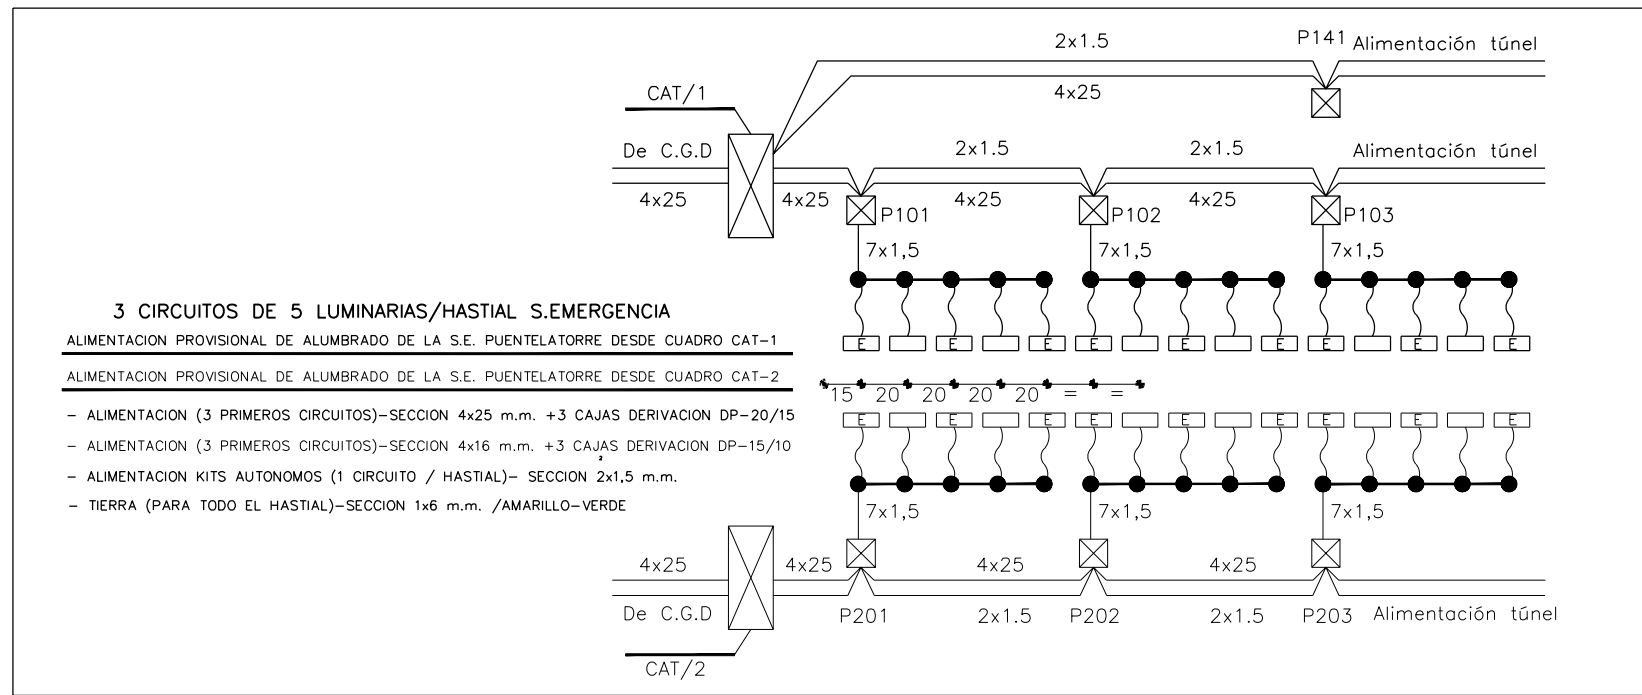 2x1.5
P141
Alimentación túnel
CAT/1
4x25
De C.G.D
2x1.5
2x1.5
Alimentación túnel
4x25
4x25
4x25
4x25
P101
P102
P103
7x1,5
7x1,5
7x1,5
3 CIRCUITOS DE 5 LUMINARIAS/HASTIAL S.EMERGENCIA
ALIMENTACION PROVISIONAL DE ALUMBRADO DE LA S.E. PUENTELATORRE DESDE CUADRO CAT-1
E E E E E E E E
ALIMENTACION PROVISIONAL DE ALUMBRADO DE LA S.E. PUENTELATORRE DESDE CUADRO CAT-2
15 20 20 20 20 = =
- ALIMENTACION (3 PRIMEROS CIRCUITOS)-SECCION 4x25 m.m. +3 CAJAS DERIVACION DP-20/15
E E E E E E E E
- ALIMENTACION (3 PRIMEROS CIRCUITOS)-SECCION 4x16 m.m. +3 CAJAS DERIVACION DP-15/10
2
- ALIMENTACION KITS AUTONOMOS (1 CIRCUITO / HASTIAL)- SECCION 2x1,5 m.m.
- TIERRA (PARA TODO EL HASTIAL)-SECCION 1x6 m.m. /AMARILLO-VERDE
7x1,5
7x1,5
7x1,5
4x25
4x25
4x25
4x25
De C.G.D
P201
2x1.5
P202
2x1.5
P203
Alimentación túnel
CAT/2